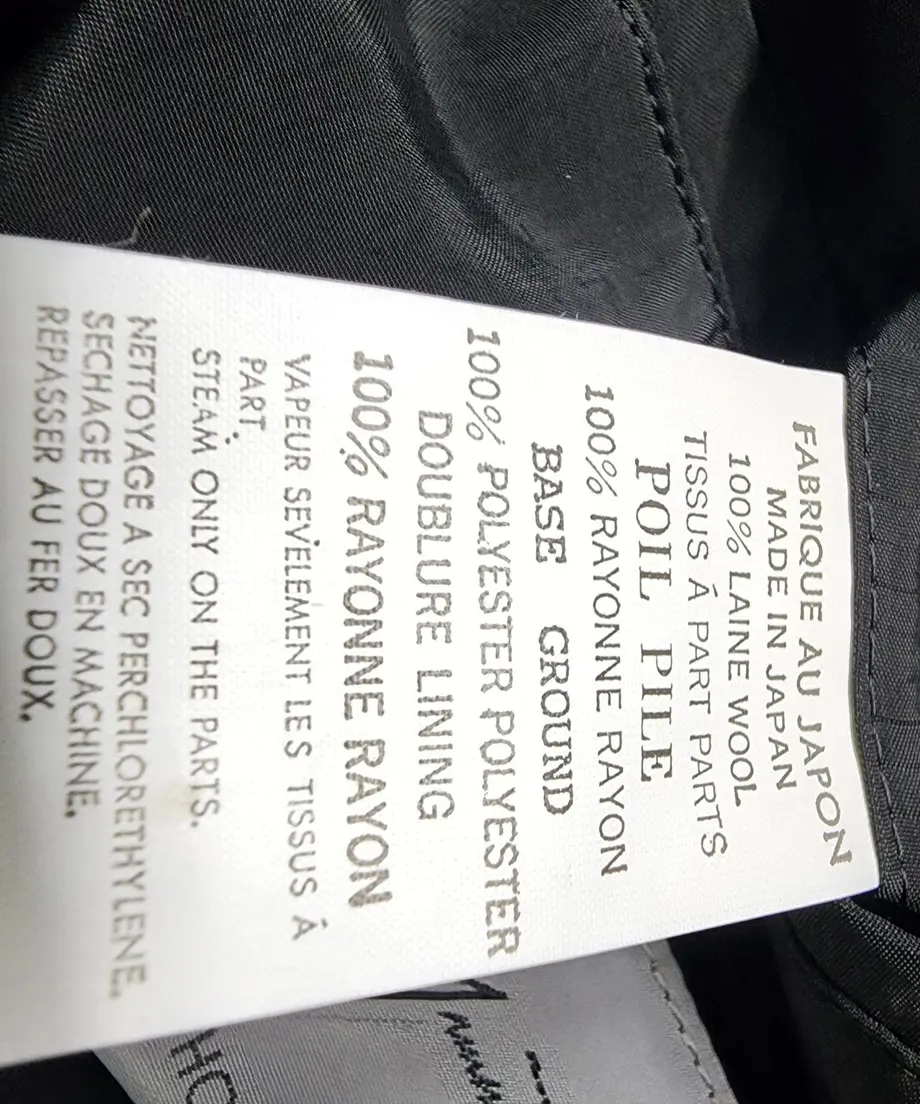 FABRIQUE AU JAPON
MADE IN JAPAN
100% LAINE WOOL
TISSUS Á PART PARTS
POIL PILE
100% RAYONNE RAYON
BASE GROUND
100% POLYESTER POLYESTER
DOUBLURE LINING
100% RAYONNE RAYON
VAPEUR SEVÈLEMENT LES TISSUS Á
PART.
STEAM ONLY ON THE PARTS.
NETTOYAGE A SEC PERCHLORETHYLENE.
SECHAGE DOUX EN MACHINE.
REPASSER AU FER DOUX.